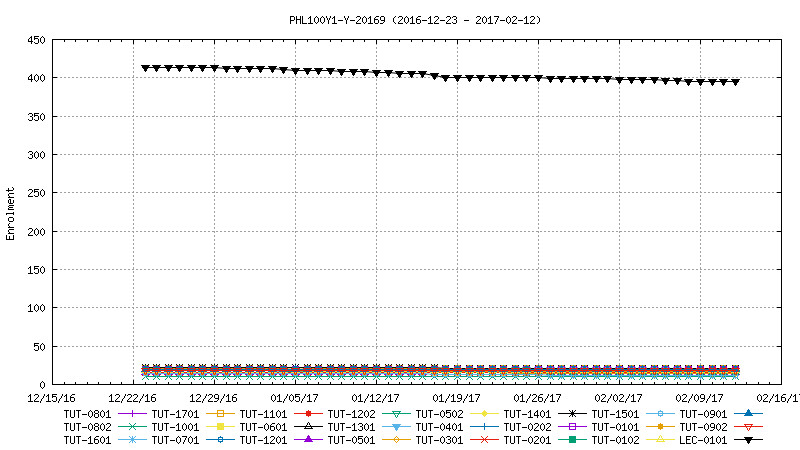 PHL100Y1-Y-20169 (2016-12-23 - 2017-02-12)
450
400
350
300
250
200
150
100
50
0
Enrolment
12/15/16 12/22/16 12/29/16 01/05/17 01/12/17 01/19/17 01/26/17 02/02/17 02/09/17 02/16/1
TUT-0801 TUT-1701 TUT-1101 TUT-1202 TUT-0502 TUT-1401 TUT-1501 TUT-0901
TUT-0802 TUT-1001 TUT-0601 TUT-1301 TUT-0401 TUT-0202 TUT-0101 TUT-0902
TUT-1601 TUT-0701 TUT-1201 TUT-0501 TUT-0301 TUT-0201 TUT-0102 LEC-0101